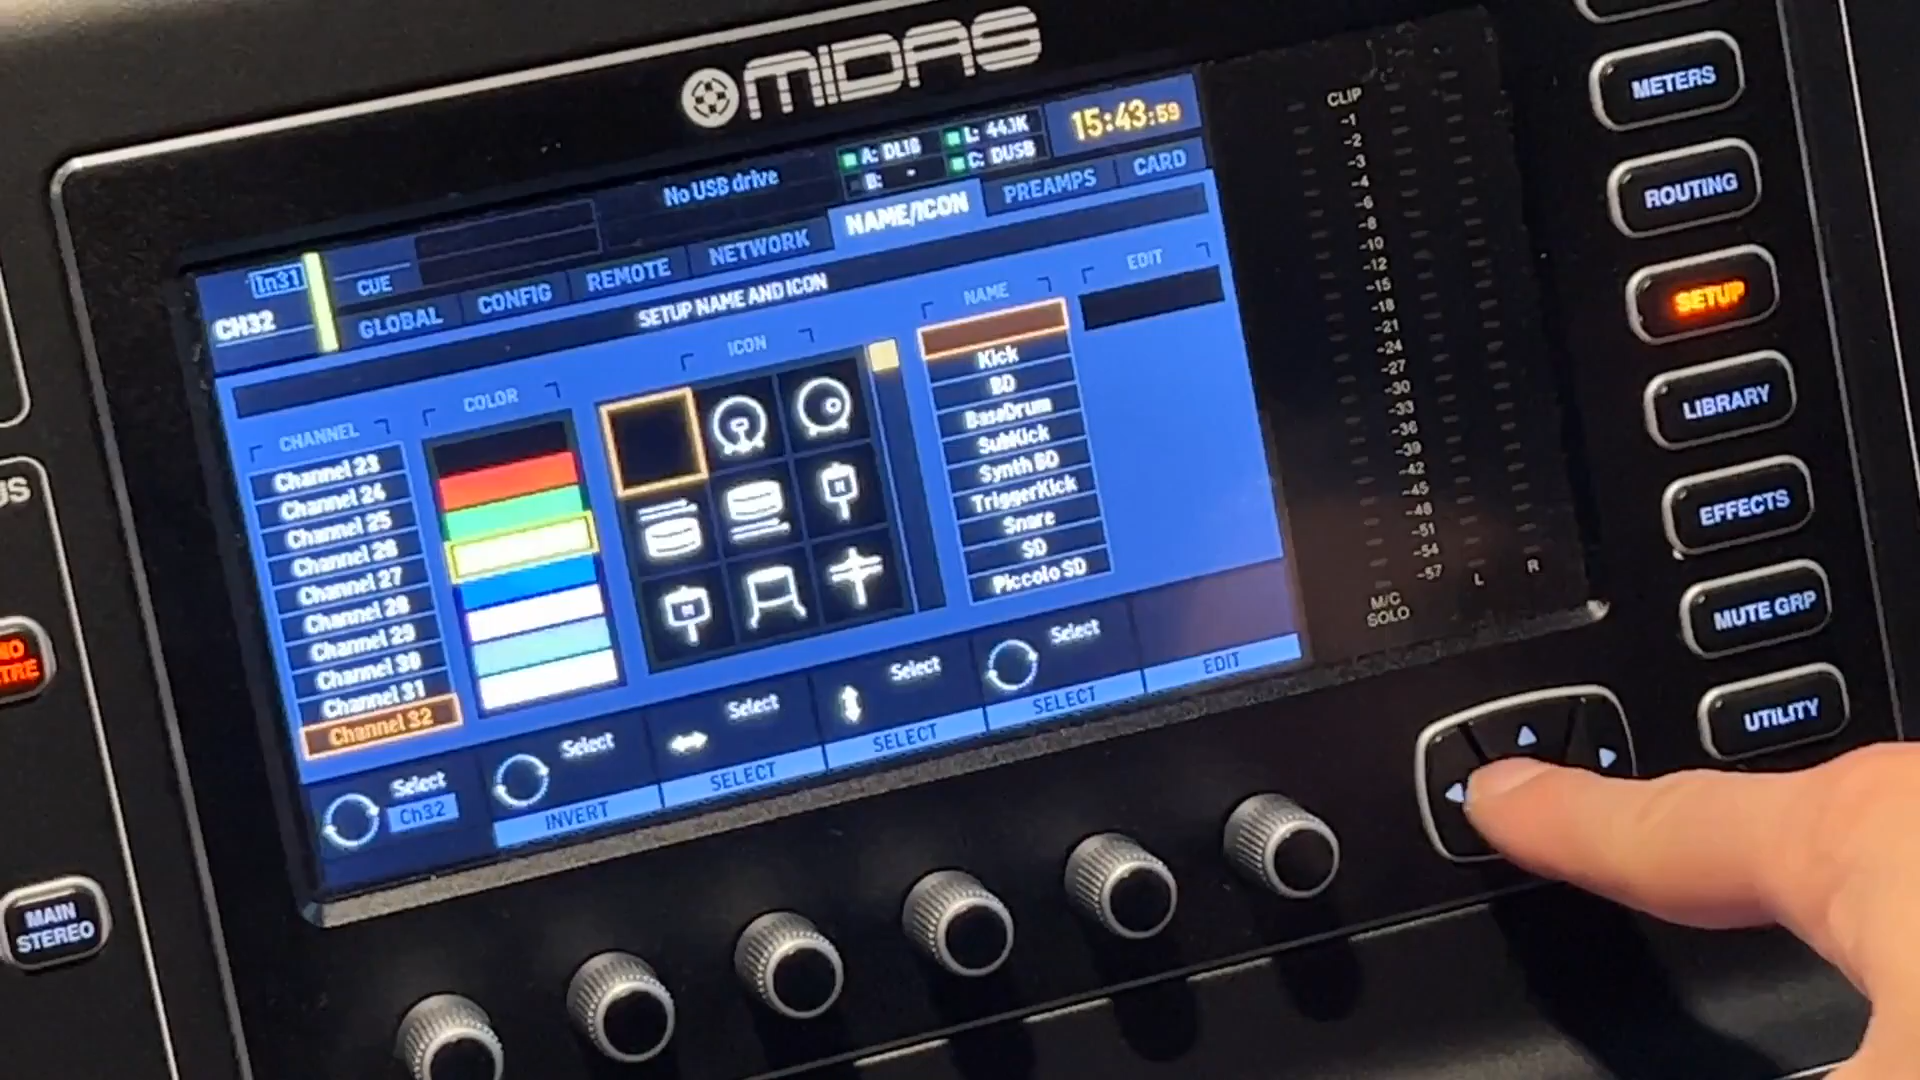 MIDAS
No USB drive
A: DL16
L: 44.1K
B: -
C: DUSB
15:43:59
In31
CH32
CUE
GLOBAL
CONFIG
REMOTE
NETWORK
NAME/ICON
PREAMPS
CARD
SETUP NAME AND ICON
CHANNEL
Channel 23
Channel 24
Channel 25
Channel 26
Channel 27
Channel 28
Channel 29
Channel 30
Channel 31
Channel 32
COLOR
ICON
NAME
Kick
BD
BaseDrum
SubKick
Synth BD
TriggerKick
Snare
SD
Piccolo SD
EDIT
Select
Ch32
Select
INVERT
Select
SELECT
Select
SELECT
Select
SELECT
EDIT
CLIP
-1
-2
-3
-4
-6
-8
-10
-12
-15
-18
-21
-24
-27
-30
-33
-36
-39
-42
-45
-48
-51
-54
-57
M/C
SOLO
L
R
METERS
ROUTING
SETUP
LIBRARY
EFFECTS
MUTE GRP
UTILITY
MAIN
STEREO